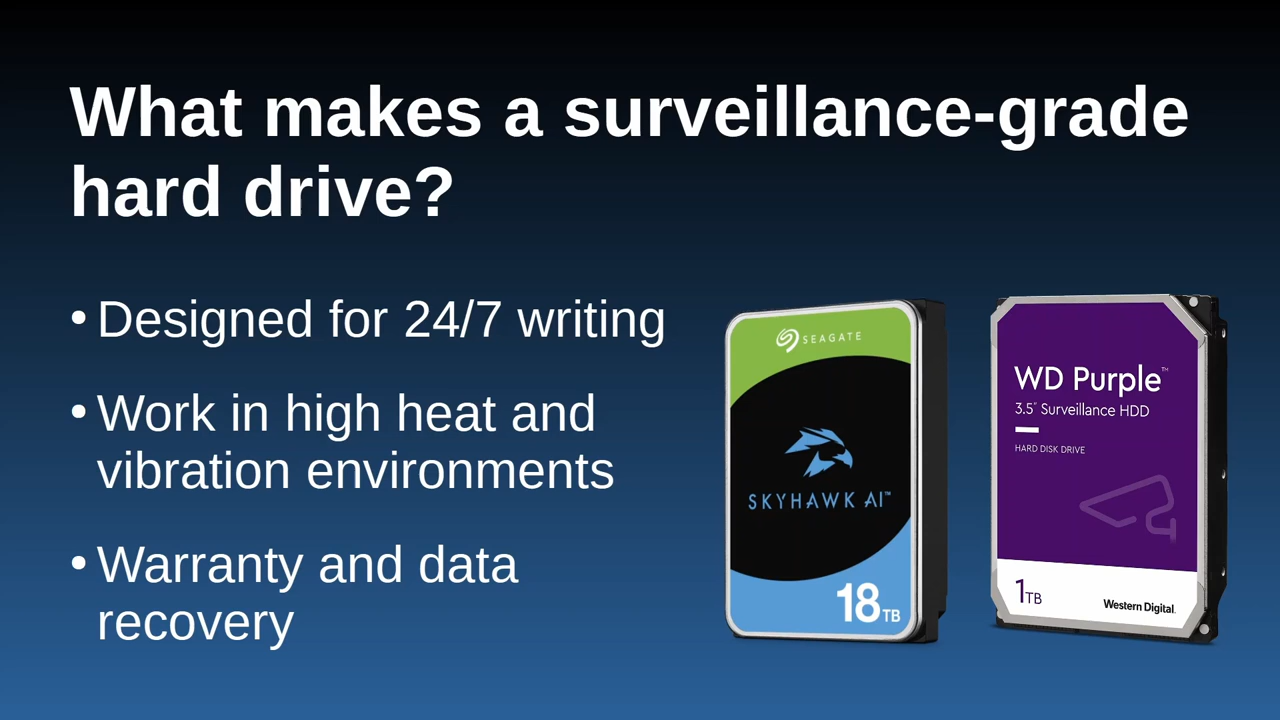 What makes a surveillance-grade
hard drive?
• Designed for 24/7 writing
• Work in high heat and
vibration environments
• Warranty and data
recovery
SEAGATE
SKYHAWK AI™
18TB
WD Purple™
3.5" Surveillance HDD
HARD DISK DRIVE
1TB
Western Digital.